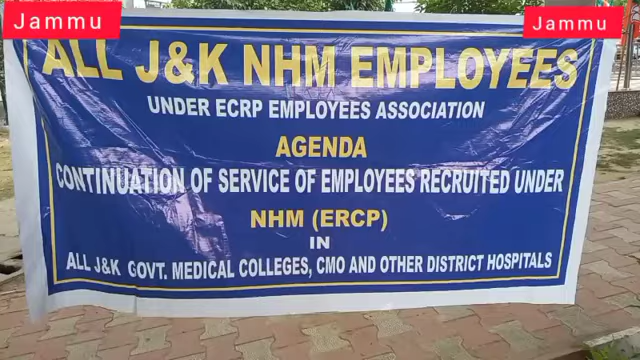 Jammu
Jammu
ALL J&K NHM EMPLOYEES
UNDER ECRP EMPLOYEES ASSOCIATION
AGENDA
CONTINUATION OF SERVICE OF EMPLOYEES RECRUITED UNDER
NHM (ERCP)
IN
ALL J&K GOVT. MEDICAL COLLEGES, CMO AND OTHER DISTRICT HOSPITALS